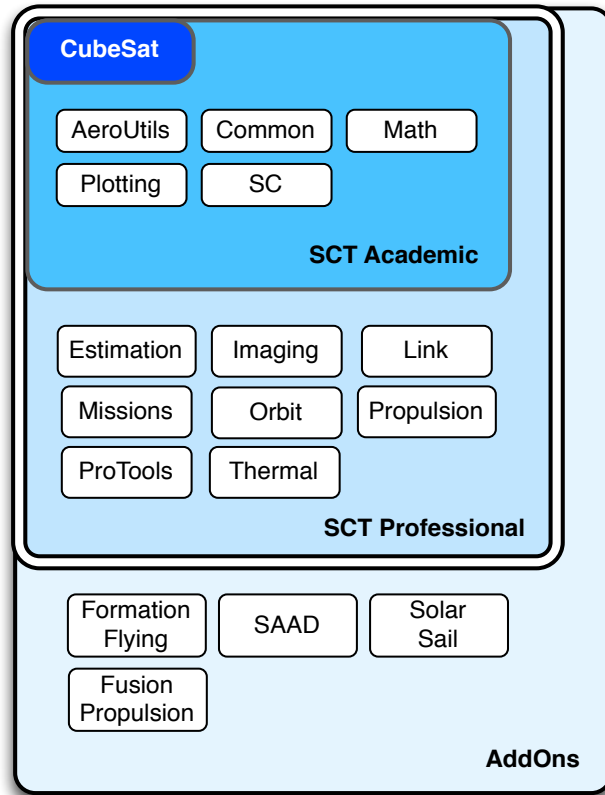 CubeSat
AeroUtils
Common
Math
Plotting
SC
SCT Academic
Estimation
Imaging
Link
Missions
Orbit
Propulsion
ProTools
Thermal
SCT Professional
Formation
Flying
SAAD
Solar
Sail
Fusion
Propulsion
AddOns